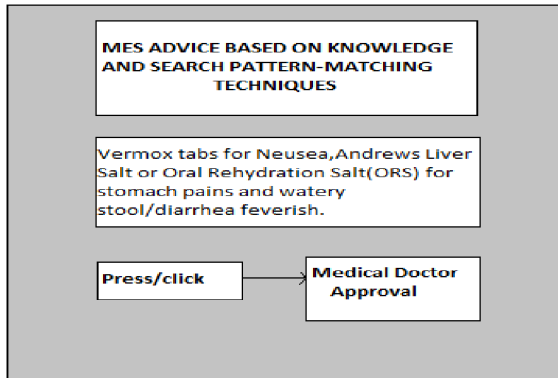 MES ADVICE BASED ON KNOWLEDGE
AND SEARCH PATTERN-MATCHING
TECHNIQUES
Vermox tabs for Neusea,Andrews Liver
Salt or Oral Rehydration Salt(ORS) for
stomach pains and watery
stool/diarrhea feverish.
Press/click
Medical Doctor
Approval